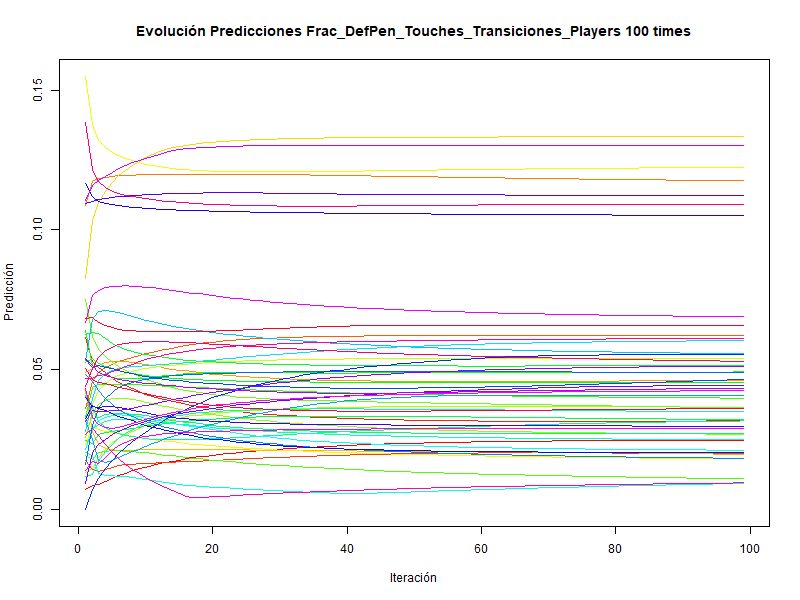 Evolución Predicciones Frac_DefPen_Touches_Transiciones_Players 100 times
Predicción
0.15
0.10
0.05
0.00
0 20 40 60 80 100
Iteración